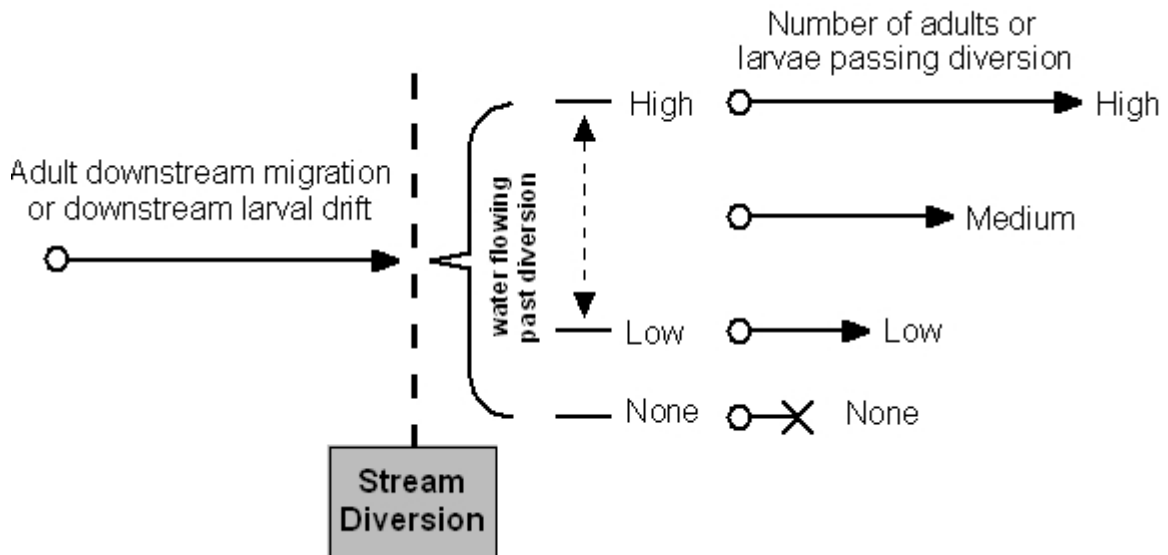 Number of adults or
larvae passing diversion
High
High
Adult downstream migration
or downstream larval drift
water flowing
past diversion
Medium
Low
Low
None
None
Stream
Diversion